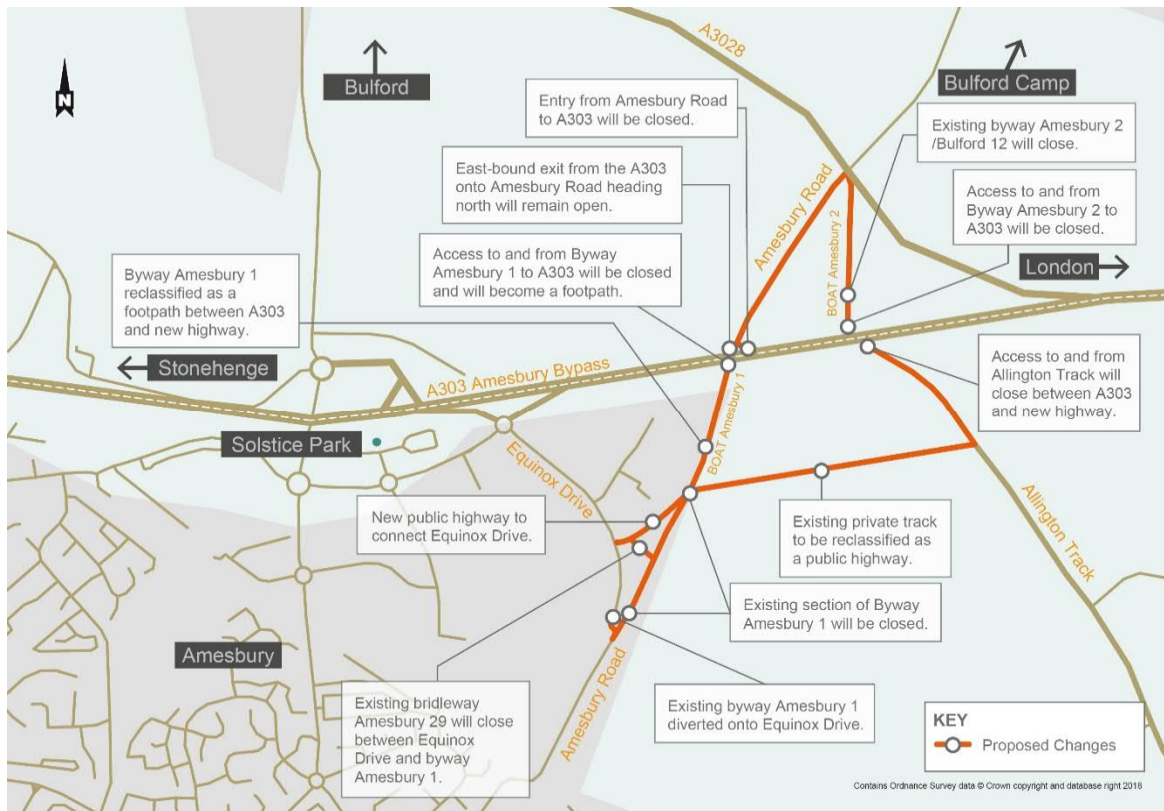 A3028
Bulford
Bulford Camp
N
Entry from Amesbury Road
to A303 will be closed.
Existing byway Amesbury 2
/Bulford 12 will close.
East-bound exit from the A303
onto Amesbury Road heading
north will remain open.
Amesbury Road
BOAT Amesbury 2
Access to and from
Byway Amesbury 2 to
A303 will be closed.
Access to and from Byway
Amesbury 1 to A303 will be closed
and will become a footpath.
London
Byway Amesbury 1
reclassified as a
footpath between A303
and new highway.
Stonehenge
A303 Amesbury Bypass
Access to and from
Allington Track will
close between A303
and new highway.
BOAT Amesbury 1
Solstice Park
Equinox Drive
New public highway to
connect Equinox Drive.
Existing private track
to be reclassified as
a public highway.
Allington Track
Existing section of Byway
Amesbury 1 will be closed.
Amesbury
Amesbury Road
Existing bridleway
Amesbury 29 will close
between Equinox
Drive and byway
Amesbury 1.
Existing byway Amesbury 1
diverted onto Equinox Drive.
KEY
Proposed Changes
Contains Ordnance Survey data © Crown copyright and database right 2018